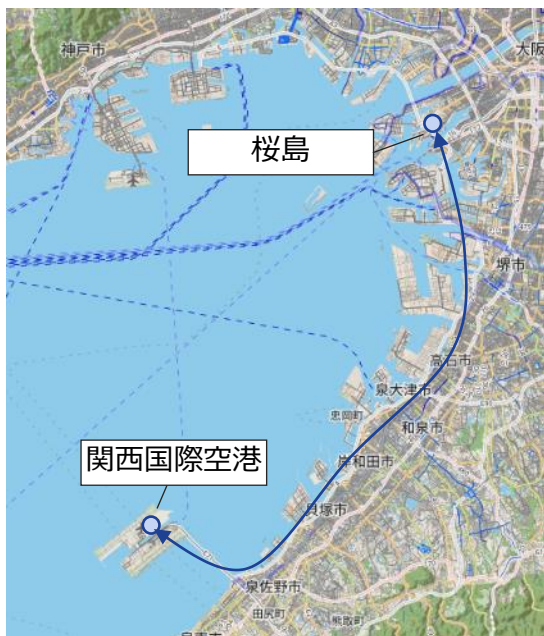 神戸市
大阪
桜島
堺市
高石市
泉大津市
忠岡町
和泉市
岸和田市
関西国際空港
貝塚市
泉佐野市
田尻町
熊取町